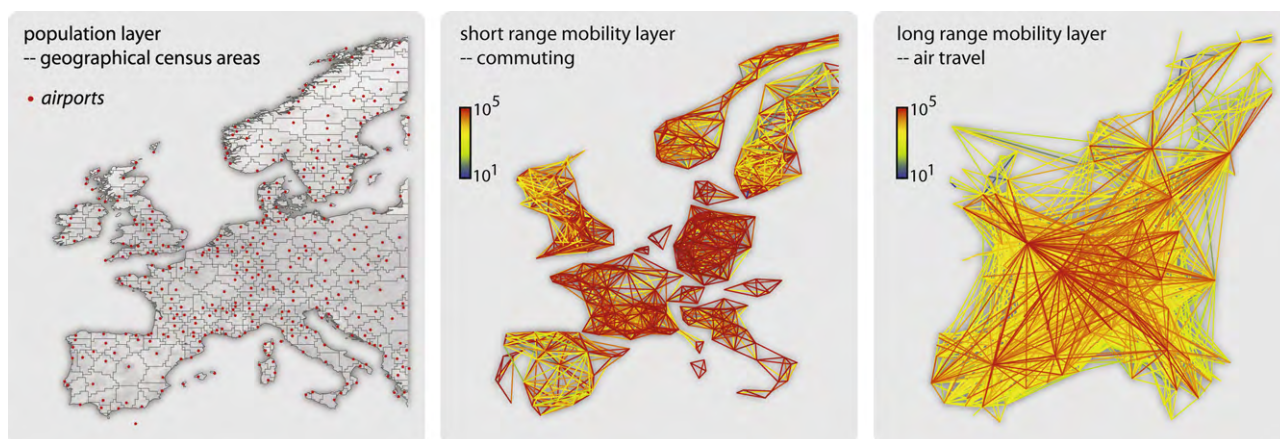 population layer
-- geographical census areas
airports
short range mobility layer
-- commuting
10^5
10^1
long range mobility layer
-- air travel
10^5
10^1